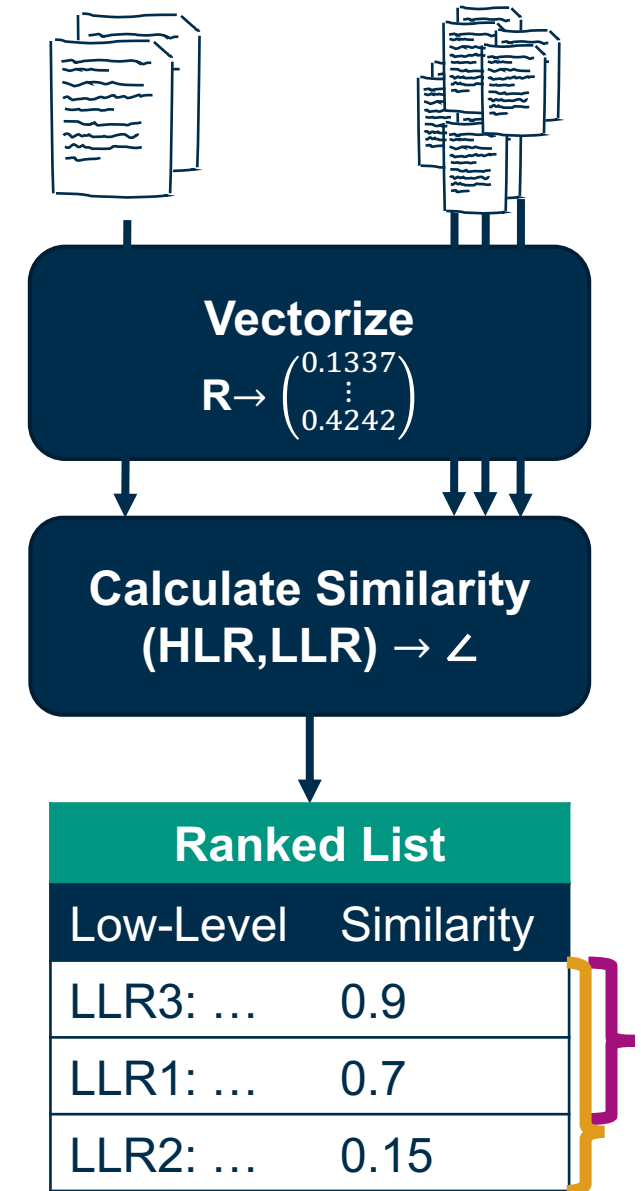 Vectorize
R→ (0.1337
⋮
0.4242)
Calculate Similarity
(HLR,LLR) → ∠
Ranked List
Low-Level Similarity
LLR3: … 0.9
LLR1: … 0.7
LLR2: … 0.15